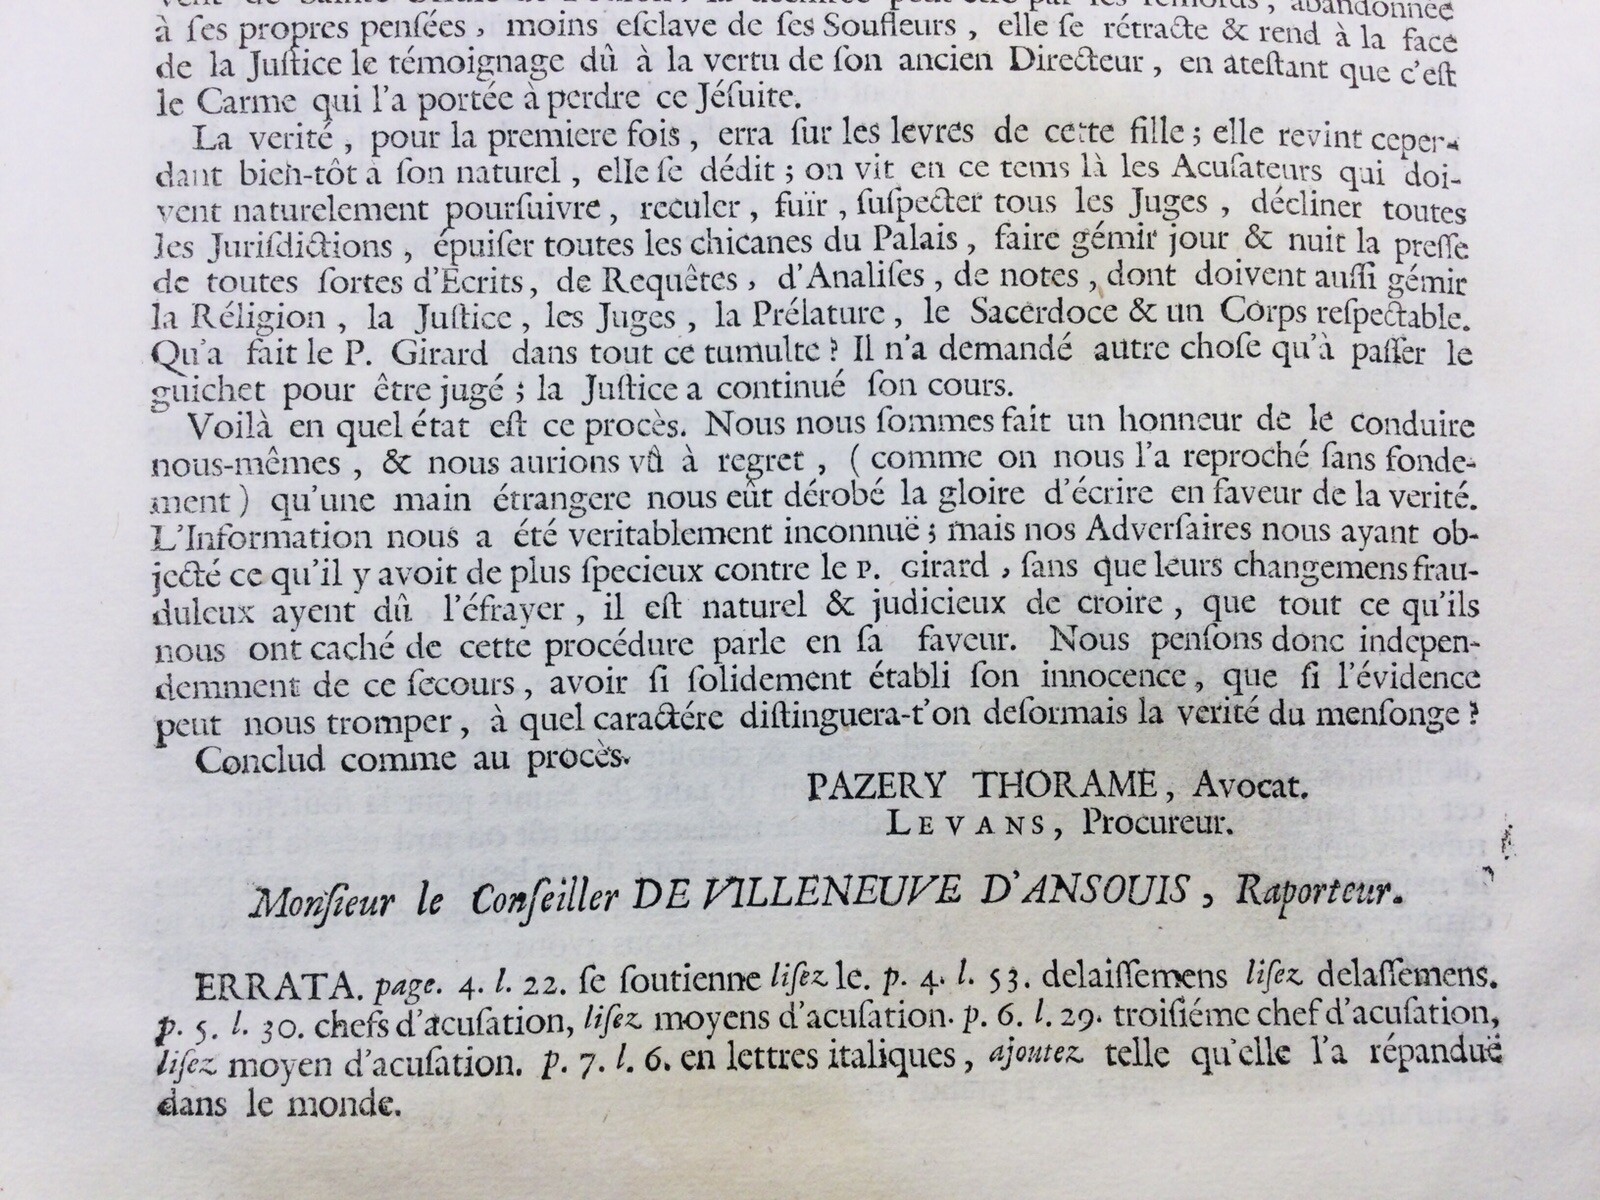 abandonnée
à ſes propres penſées, moins eſclave de ſes Soufleurs, elle ſe rétracte & rend à la face
de la Juſtice le témoignage dû à la vertu de ſon ancien Directeur, en ateſtant que c'eſt
le Carme qui l'a portée à perdre ce Jéſuite.
La verité, pour la premiere fois, erra ſur les levres de cette fille; elle revint cepen-
dant bien-tôt à ſon naturel, elle ſe dédit; on vit en ce tems là les Acuſateurs qui doi-
vent naturelement pourſuivre, reculer, fuïr, ſuſpecter tous les Juges, décliner toutes
les Juriſdictions, épuiſer toutes les chicanes du Palais, faire gémir jour & nuit la preſſe
de toutes ſortes d'Ecrits, de Requêtes, d'Analiſes, de notes, dont doivent auſſi gémir
la Réligion, la Juſtice, les Juges, la Prélature, le Sacerdoce & un Corps reſpectable.
Qu'a fait le P. Girard dans tout ce tumulte? Il n'a demandé autre choſe qu'à paſſer le
guichet pour être jugé; la Juſtice a continué ſon cours.
Voilà en quel état eſt ce procès. Nous nous ſommes fait un honneur de le conduire
nous-mêmes, & nous aurions vû à regret, (comme on nous l'a reproché ſans fonde-
ment) qu'une main étrangere nous eût dérobé la gloire d'écrire en faveur de la verité.
L'Information nous a été veritablement inconnuë; mais nos Adverſaires nous ayant ob-
jecté ce qu'il y avoit de plus ſpecieux contre le P. Girard, ſans que leurs changemens frau-
duleux ayent dû l'éfrayer, il eſt naturel & judicieux de croire, que tout ce qu'ils
nous ont caché de cette procédure parle en ſa faveur. Nous penſons donc indepen-
demment de ce ſecours, avoir ſi ſolidement établi ſon innocence, que ſi l'évidence
peut nous tromper, à quel caractére diſtinguera-t'on deſormais la verité du menſonge?
Conclud comme au procès.
PAZERY THORAME, Avocat.
LEVANS, Procureur.
Monſieur le Conſeiller DE VILLENEUVE D'ANSOUIS, Raporteur.
ERRATA. page. 4. l. 22. ſe ſoutienne liſez le. p. 4. l. 53. delaiſſemens liſez delaſſemens.
p. 5. l. 30. chefs d'acuſation, liſez moyens d'acuſation. p. 6. l. 29. troiſiéme chef d'acuſation,
liſez moyen d'acuſation. p. 7. l. 6. en lettres italiques, ajoutez telle qu'elle l'a répanduë
dans le monde.